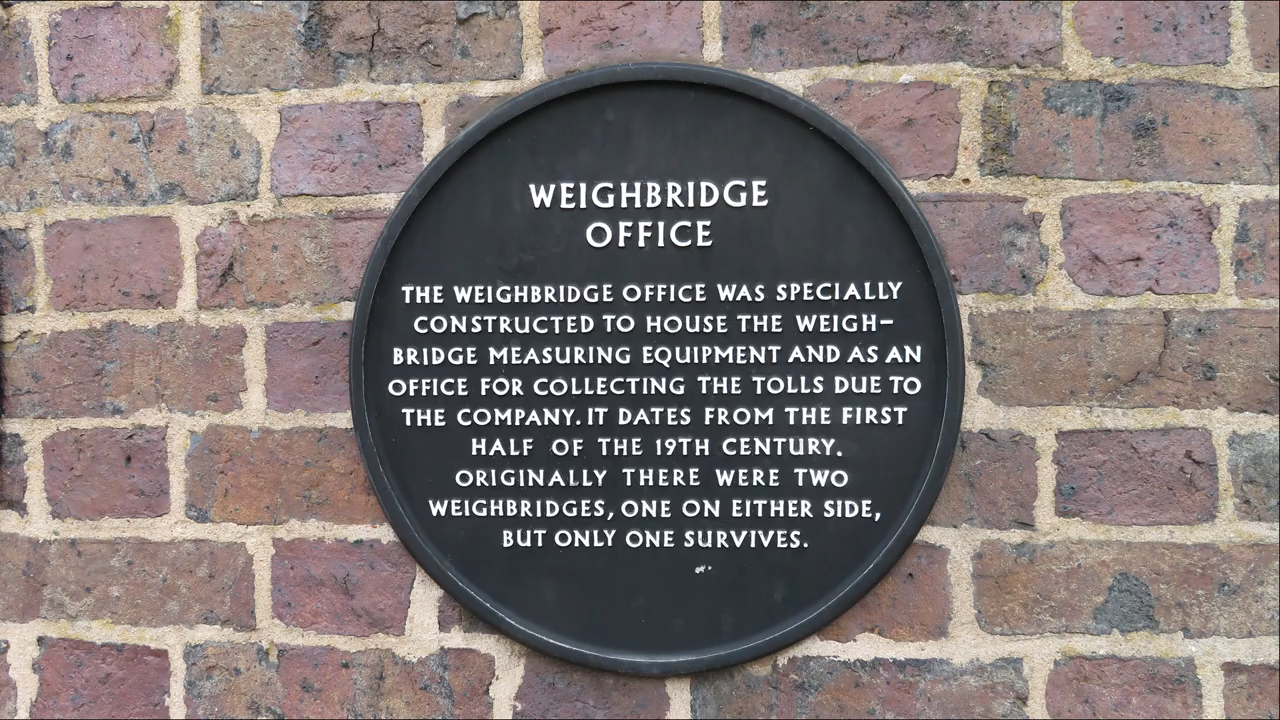 WEIGHBRIDGE
OFFICE
THE WEIGHBRIDGE OFFICE WAS SPECIALLY
CONSTRUCTED TO HOUSE THE WEIGH-
BRIDGE MEASURING EQUIPMENT AND AS AN
OFFICE FOR COLLECTING THE TOLLS DUE TO
THE COMPANY. IT DATES FROM THE FIRST
HALF OF THE 19TH CENTURY.
ORIGINALLY THERE WERE TWO
WEIGHBRIDGES, ONE ON EITHER SIDE,
BUT ONLY ONE SURVIVES.